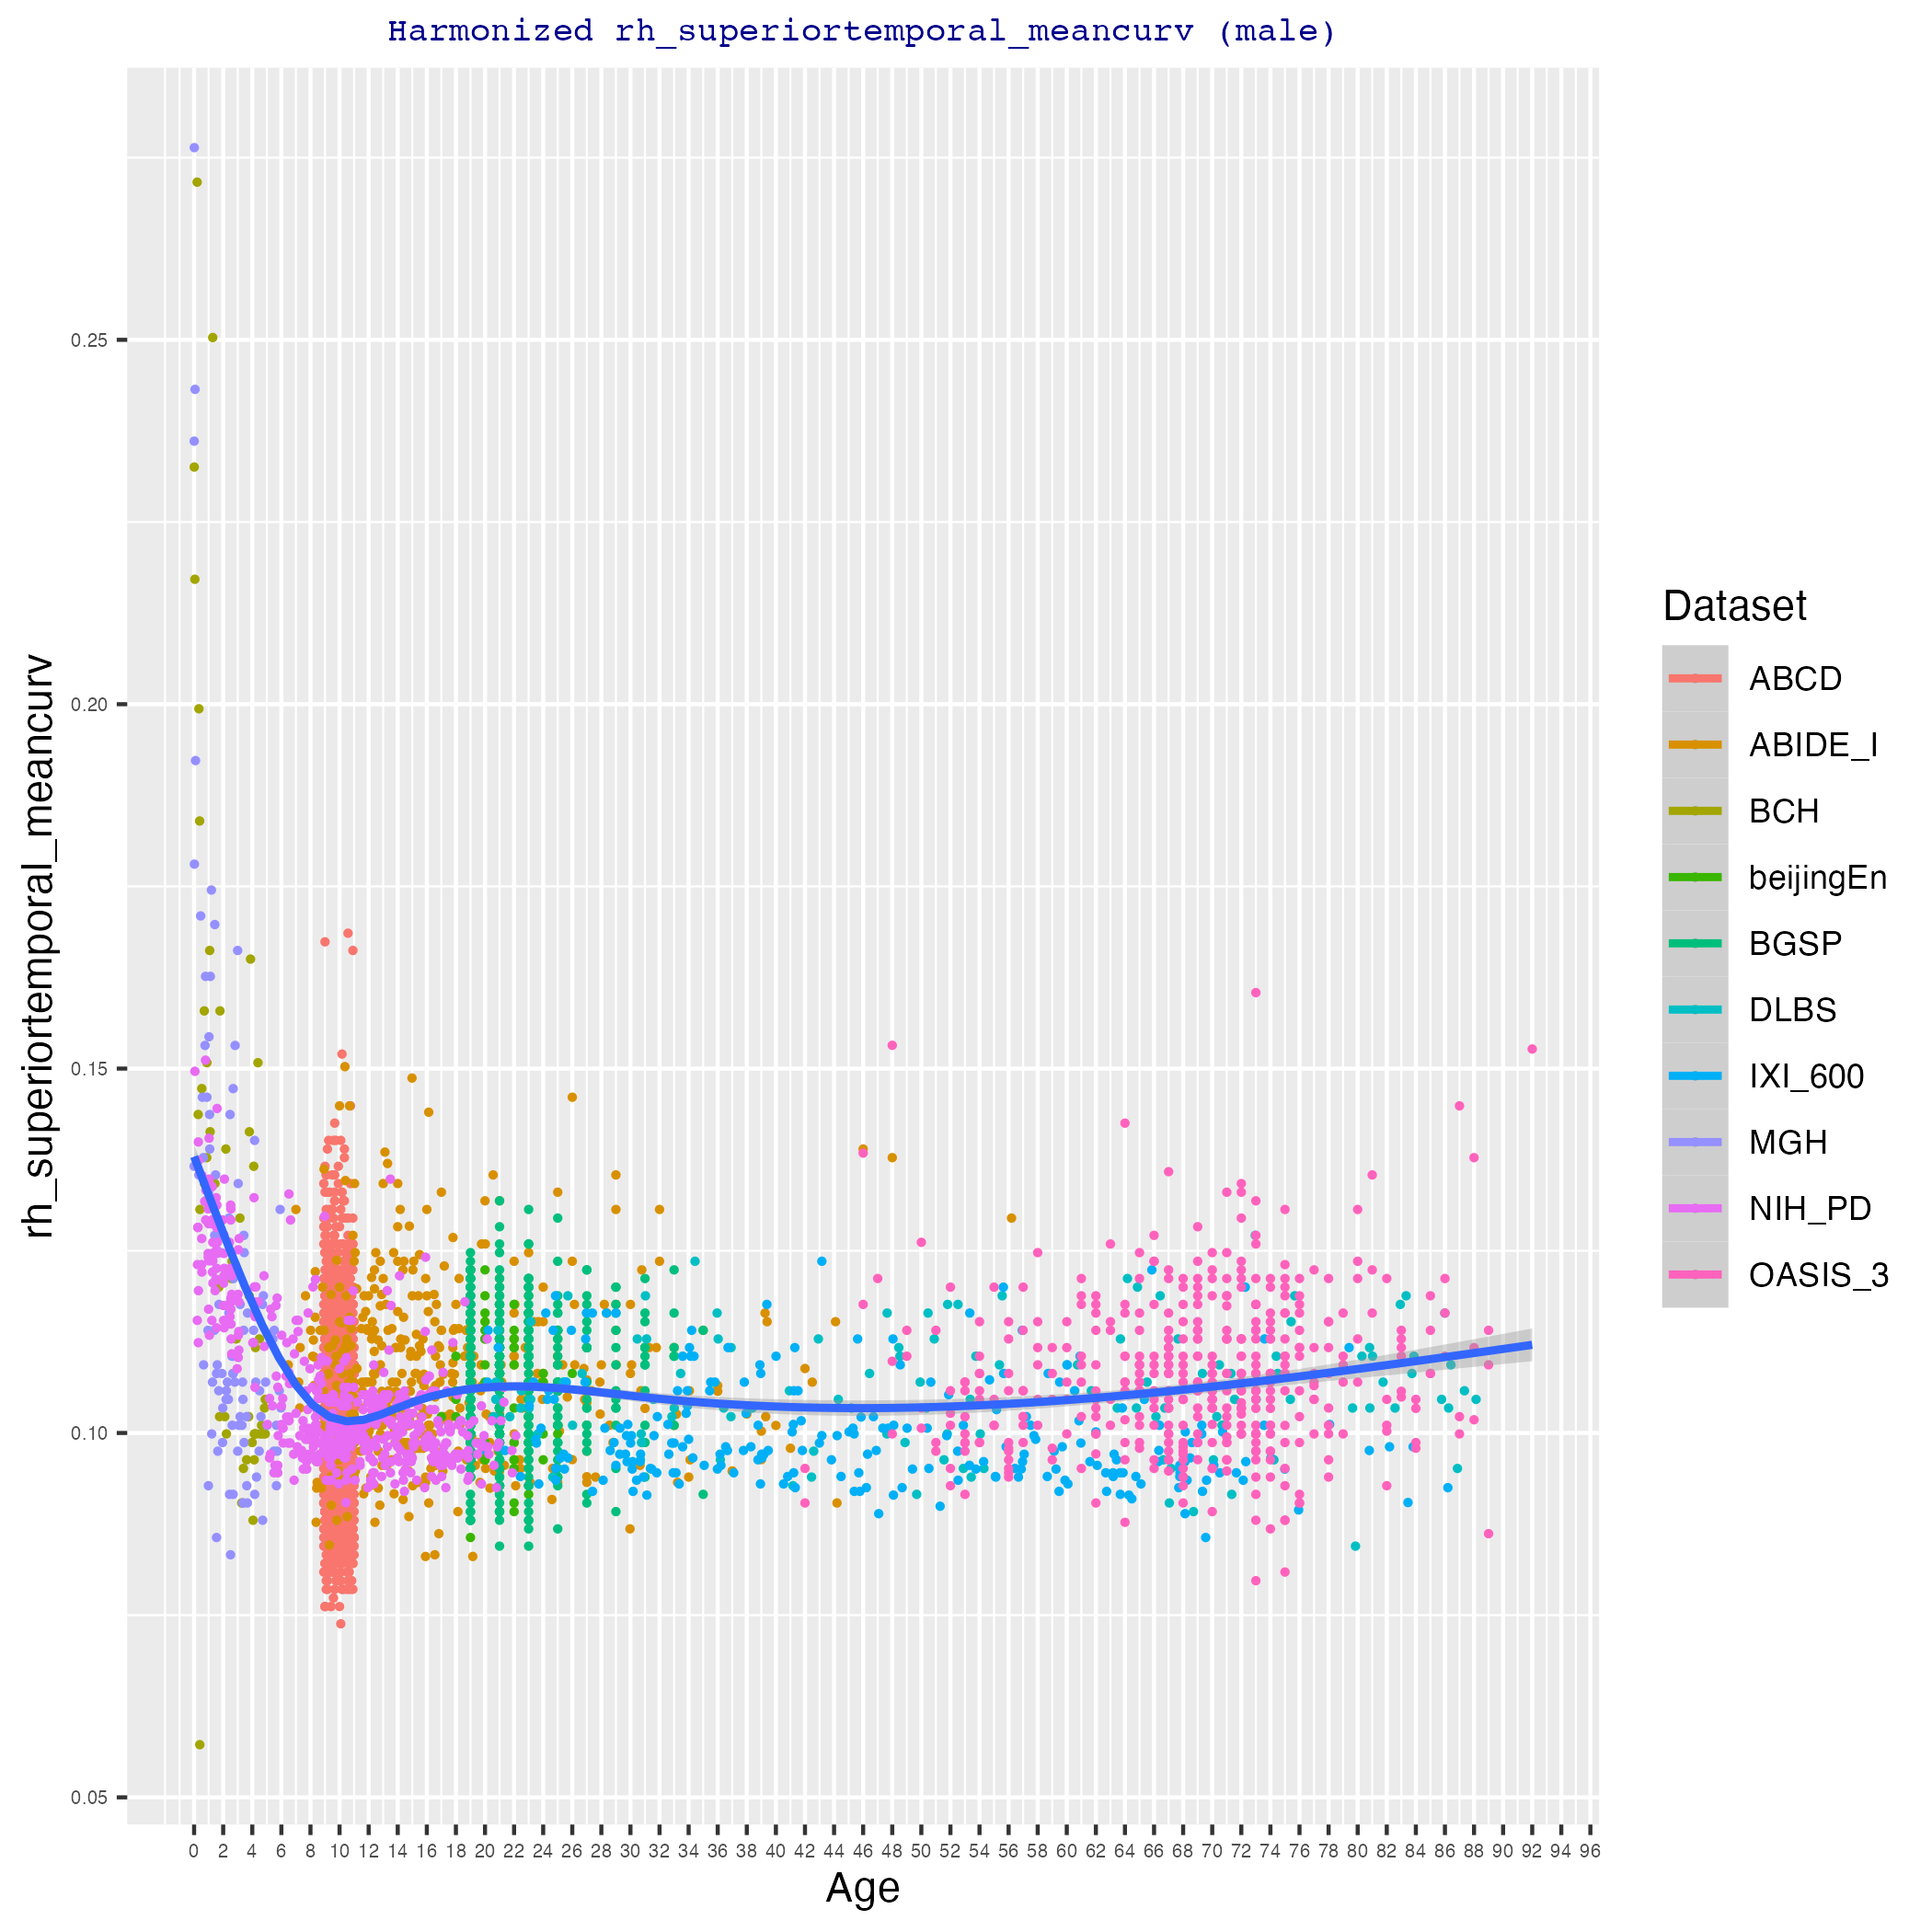 Harmonized rh_superiortemporal_meancurv (male)
rh_superiortemporal_meancurv
0.25
0.20
0.15
0.10
0.05
0 2 4 6 8 10 12 14 16 18 20 22 24 26 28 30 32 34 36 38 40 42 44 46 48 50 52 54 56 58 60 62 64 66 68 70 72 74 76 78 80 82 84 86 88 90 92 94 96
Age
Dataset
ABCD
ABIDE_I
BCH
beijingEn
BGSP
DLBS
IXI_600
MGH
NIH_PD
OASIS_3